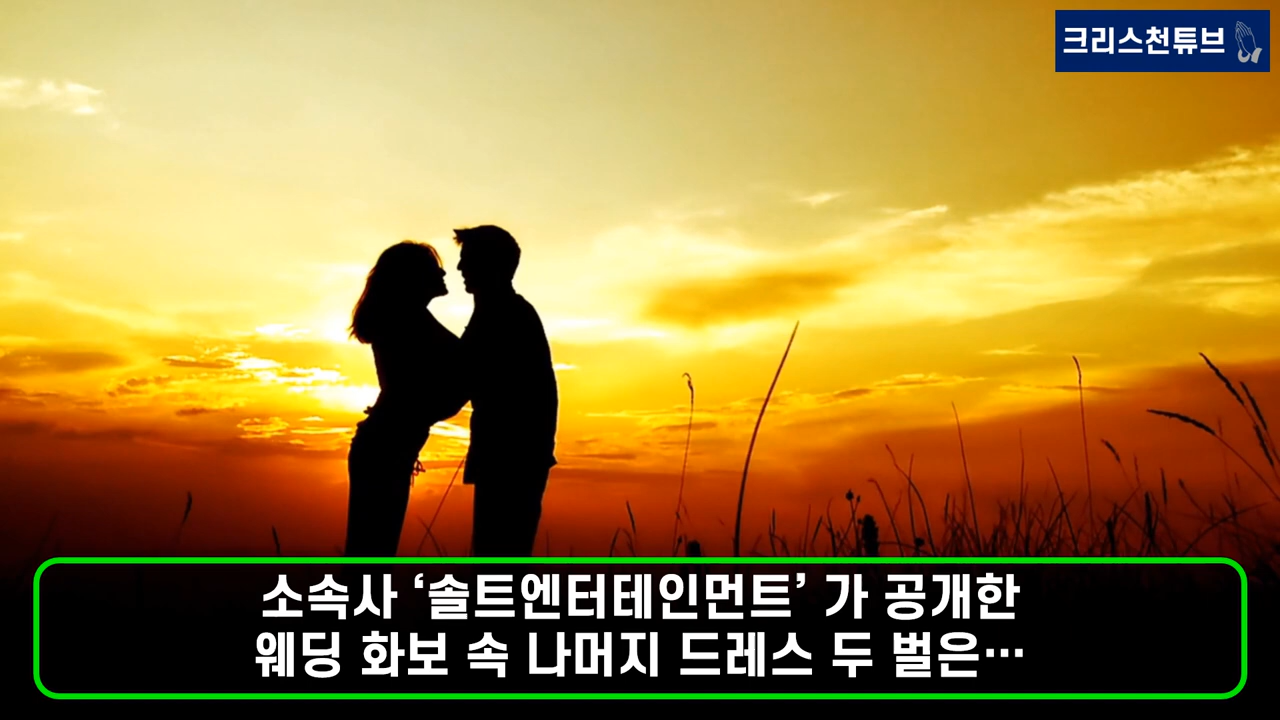 크리스천튜브
소속사 ‘솔트엔터테인먼트’ 가 공개한
웨딩 화보 속 나머지 드레스 두 벌은…